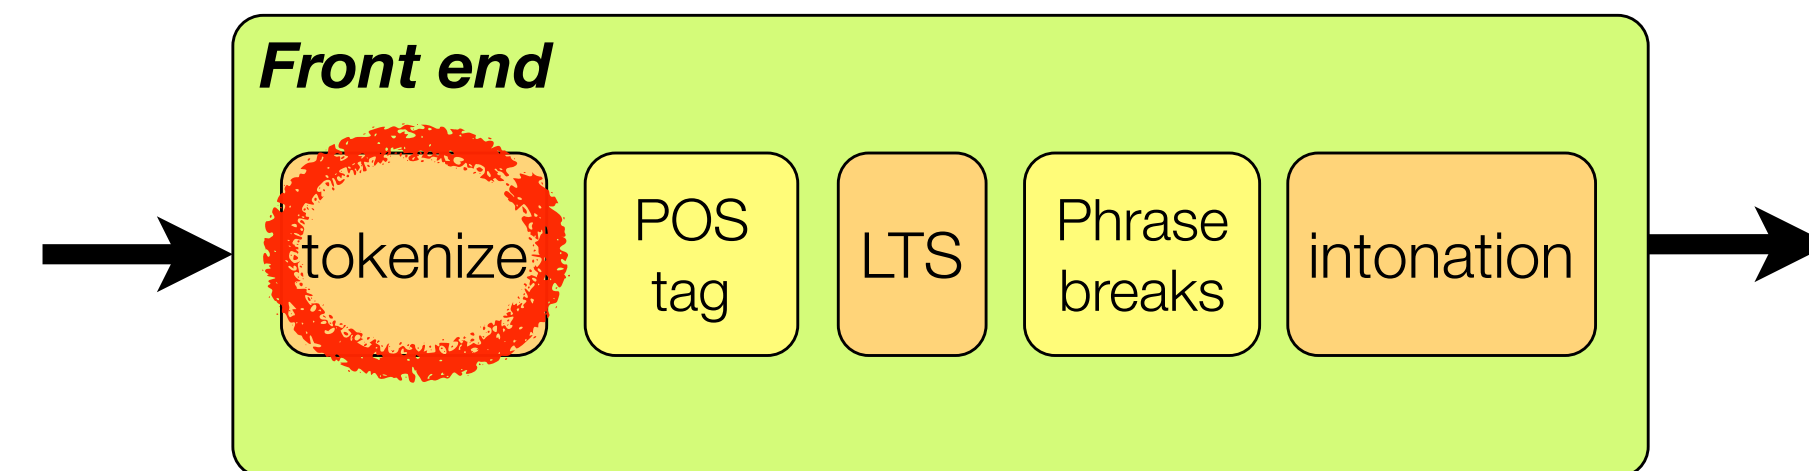 Front end
tokenize
POS
tag
LTS
Phrase
breaks
intonation